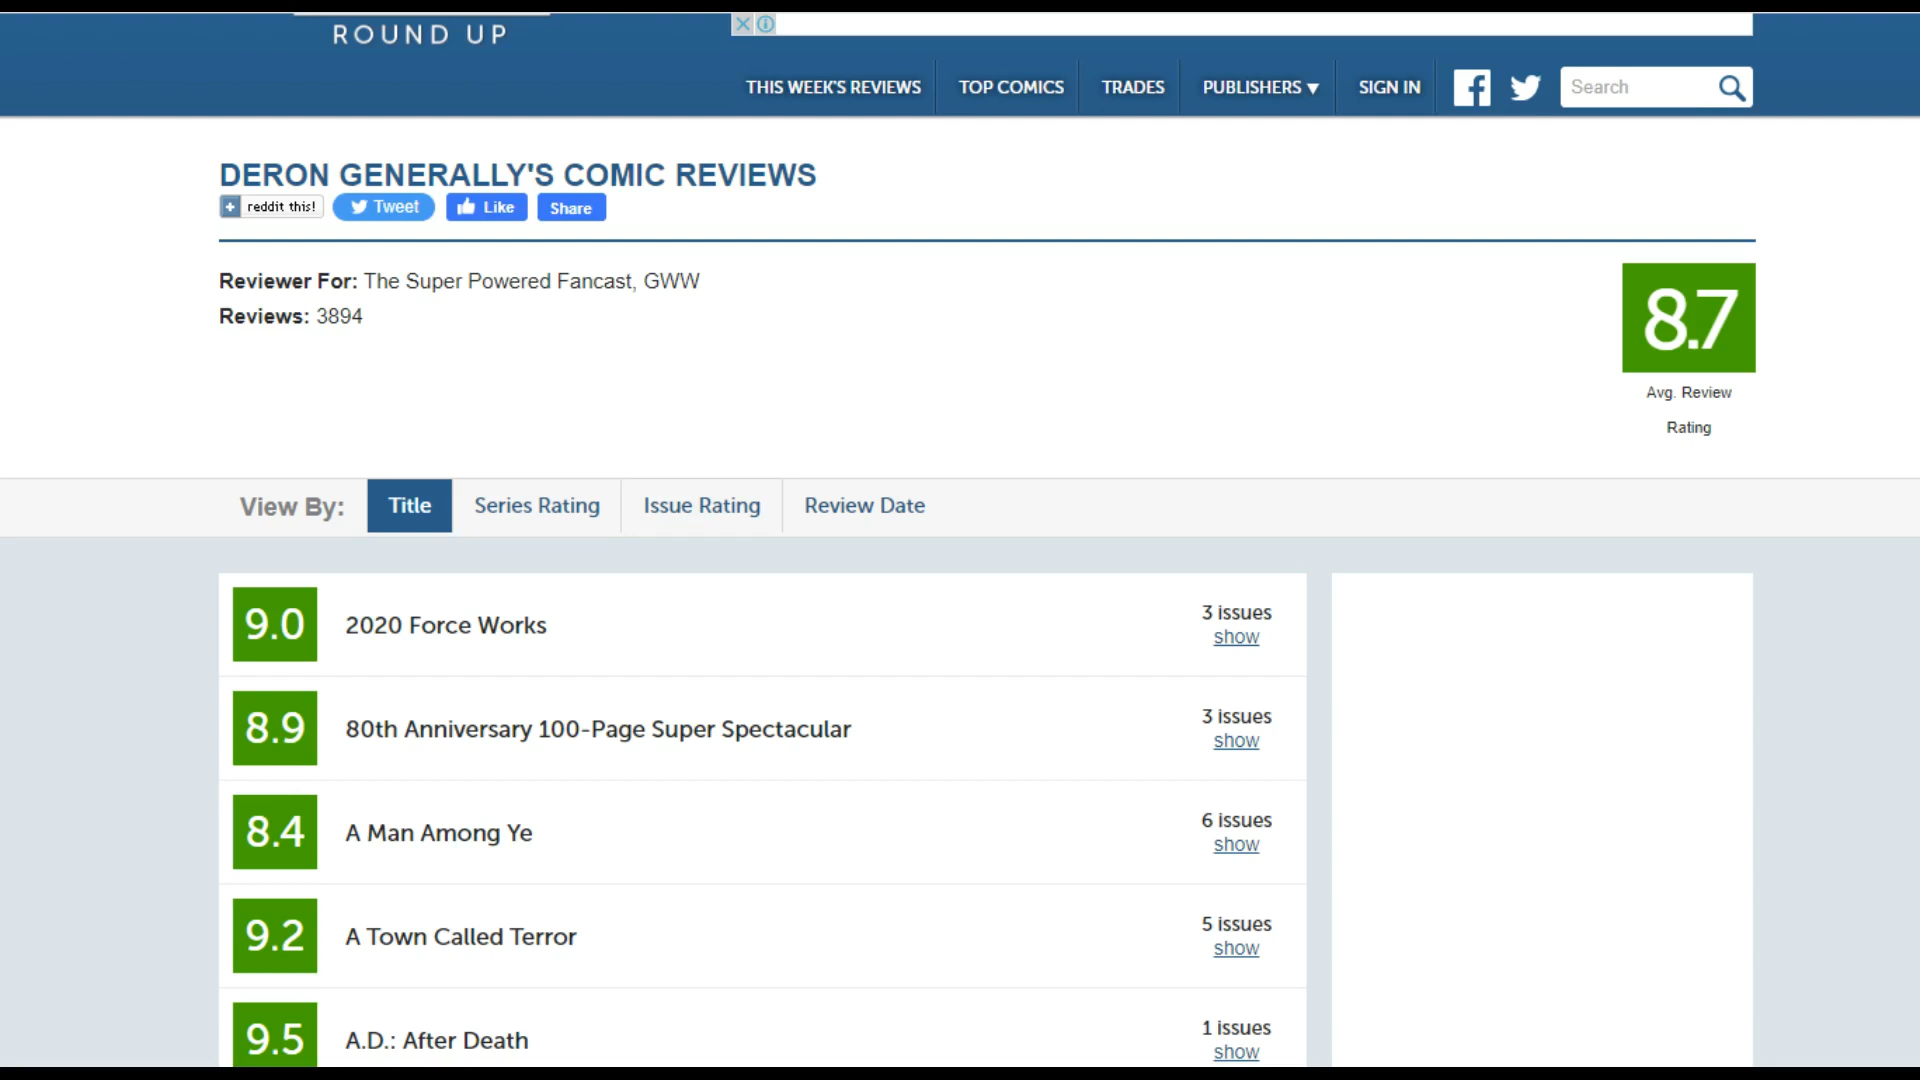 ROUND UP
THIS WEEK'S REVIEWS TOP COMICS TRADES PUBLISHERS ▼ SIGN IN Search
DERON GENERALLY'S COMIC REVIEWS
reddit this! Tweet Like Share
Reviewer For: The Super Powered Fancast, GWW
Reviews: 3894
8.7
Avg. Review
Rating
View By: Title Series Rating Issue Rating Review Date
9.0 2020 Force Works 3 issues
show
8.9 80th Anniversary 100-Page Super Spectacular 3 issues
show
8.4 A Man Among Ye 6 issues
show
9.2 A Town Called Terror 5 issues
show
9.5 A.D.: After Death 1 issues
show